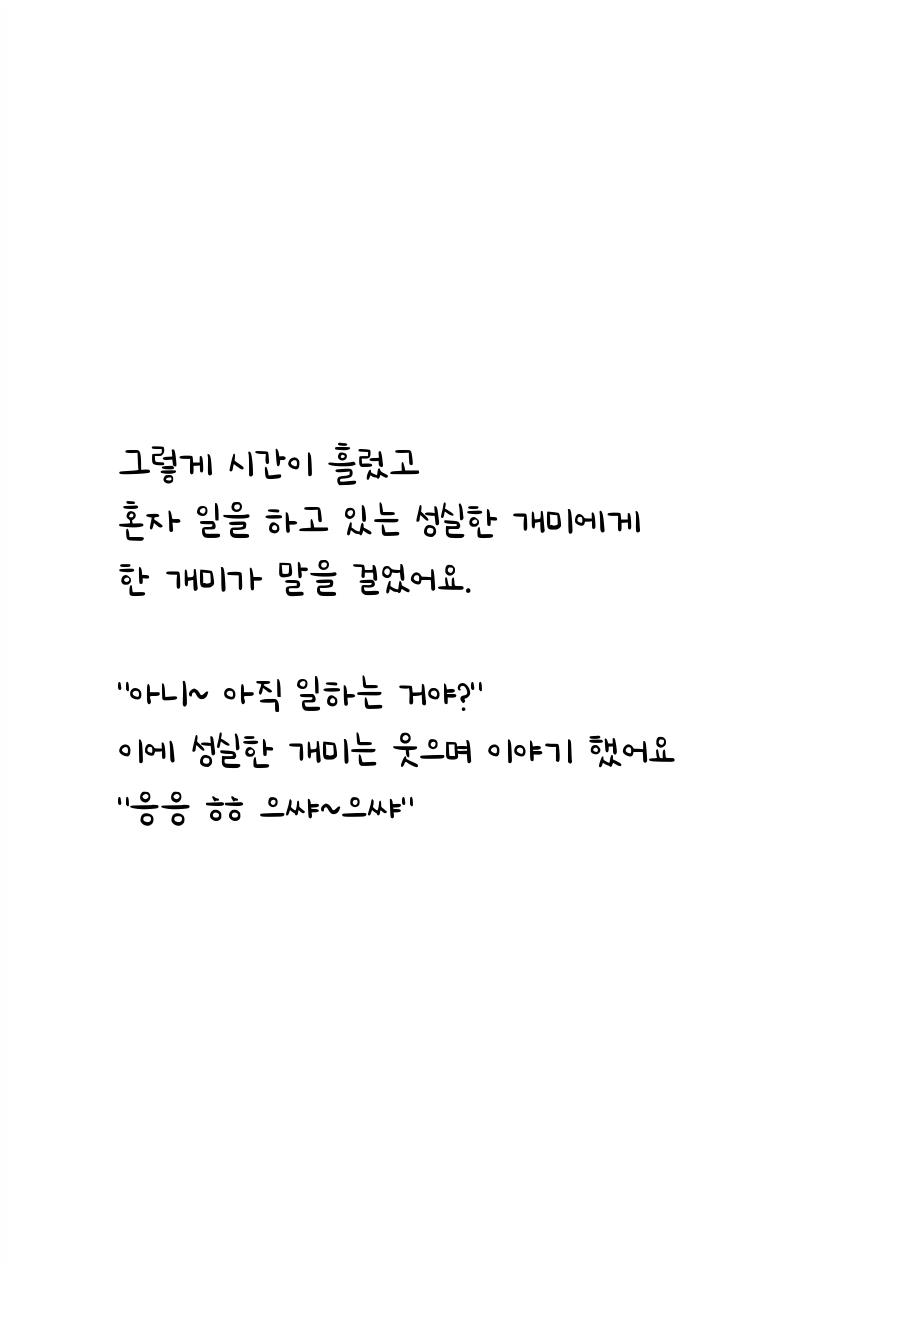 그렇게 시간이 흘렀고
혼자 일을 하고 있는 성실한 개미에게
한 개미가 말을 걸었어요.
"아니~ 아직 일하는 거야?"
이에 성실한 개미는 웃으며 이야기 했어요
"응응 ㅎㅎ 으쌰~으쌰"